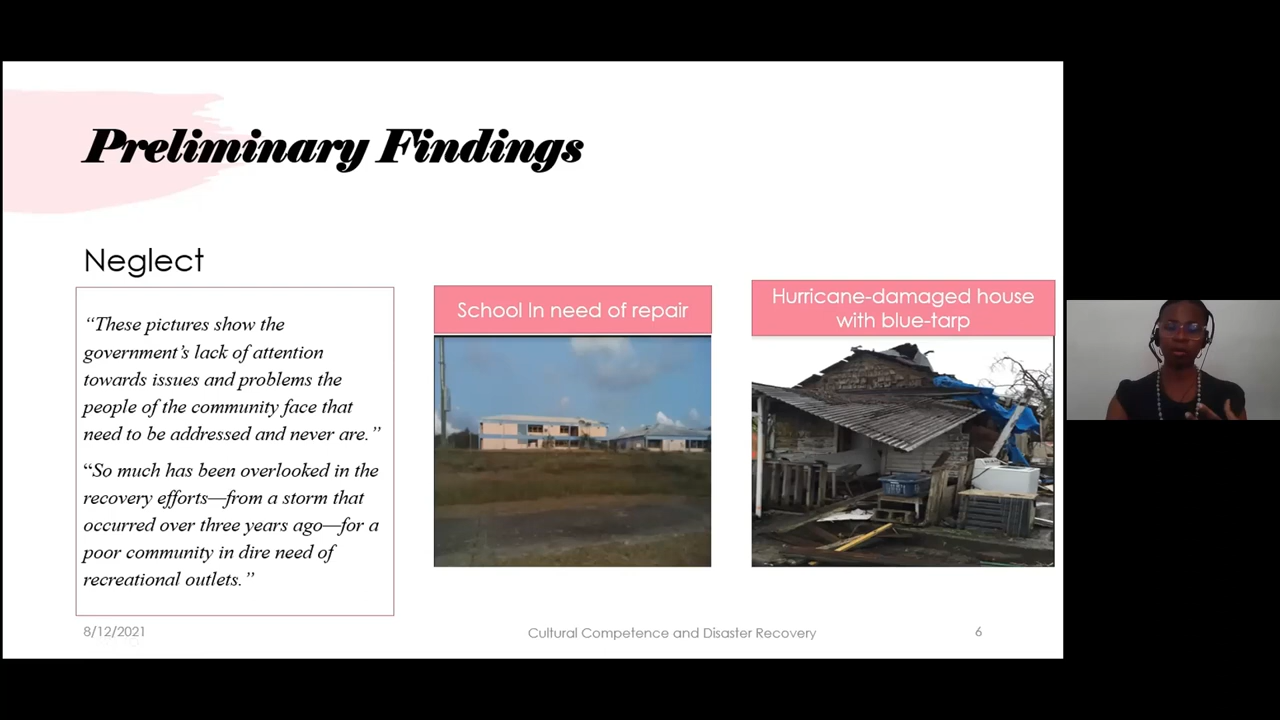 Preliminary Findings
Neglect
“These pictures show the
government’s lack of attention
towards issues and problems the
people of the community face that
need to be addressed and never are.”
“So much has been overlooked in the
recovery efforts—from a storm that
occurred over three years ago—for a
poor community in dire need of
recreational outlets.”
School In need of repair
Hurricane-damaged house
with blue-tarp
8/12/2021
Cultural Competence and Disaster Recovery
6